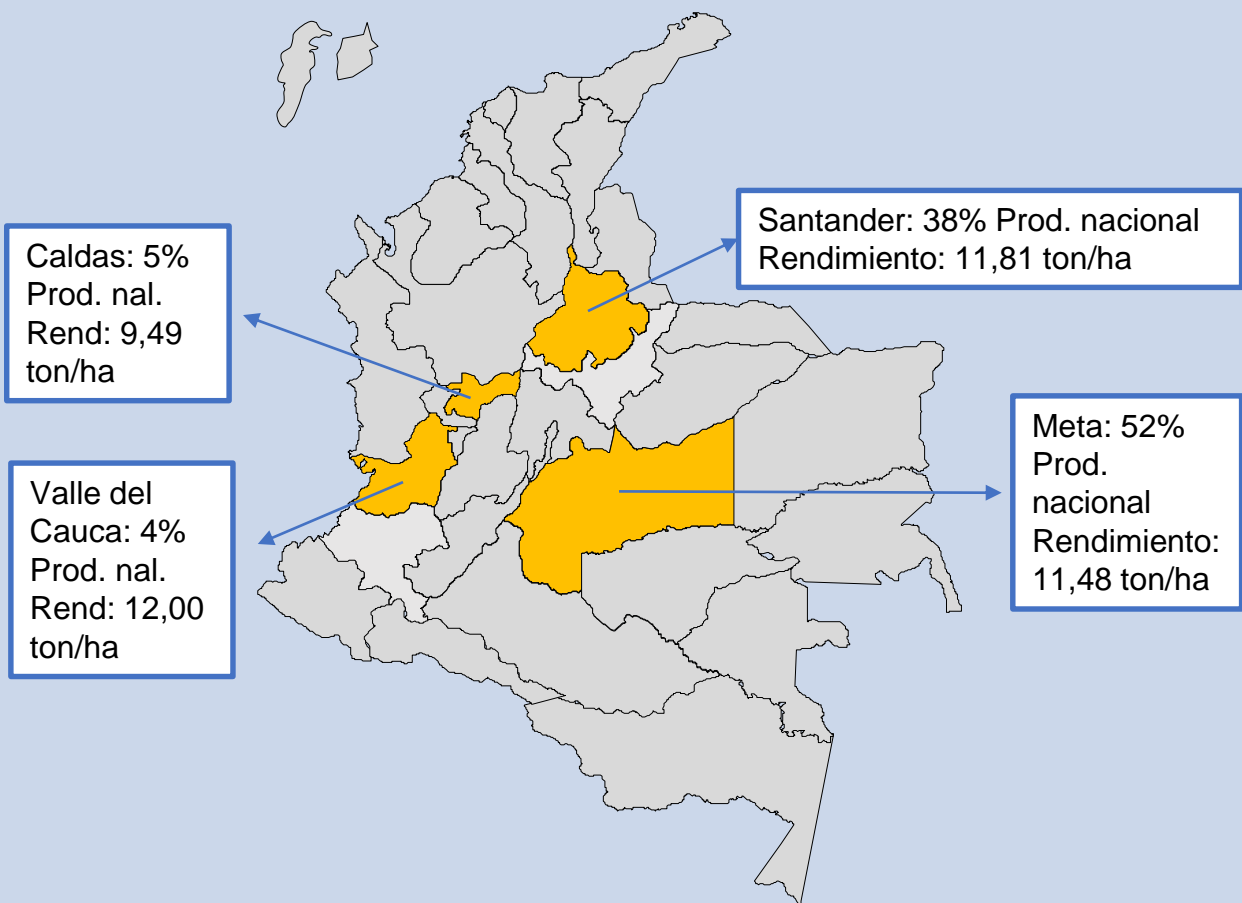 Caldas: 5%
Prod. nal.
Rend: 9,49
ton/ha
Santander: 38% Prod. nacional
Rendimiento: 11,81 ton/ha
Valle del
Cauca: 4%
Prod. nal.
Rend: 12,00
ton/ha
Meta: 52%
Prod.
nacional
Rendimiento:
11,48 ton/ha